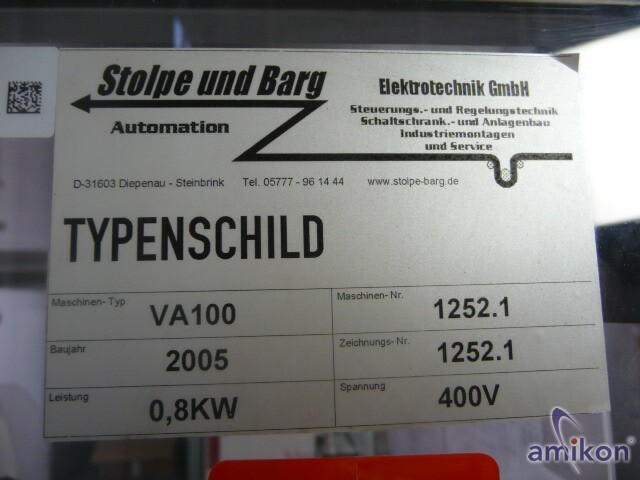 Stolpe und Barg
Automation
Elektrotechnik GmbH
Steuerungs.- und Regelungstechnik
Schaltschrank.- und Anlagenbau
Industriemontagen
und Service
D-31603 Diepenau - Steinbrink Tel. 05777 - 96 14 44 www.stolpe-barg.de
TYPENSCHILD
Maschinen- Typ VA100 Maschinen- Nr. 1252.1
Baujahr 2005 Zeichnungs- Nr. 1252.1
Leistung 0,8KW Spannung 400V
amikon